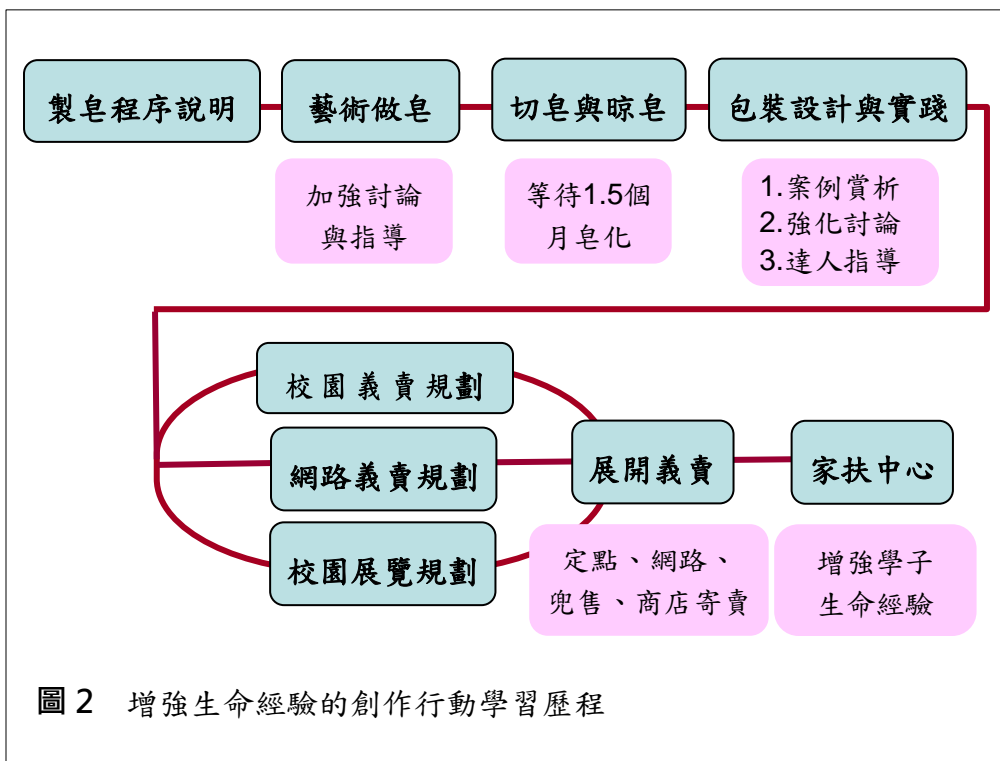 製皂程序說明
藝術做皂
切皂與晾皂
包裝設計與實踐
加強討論
與指導
等待1.5個
月皂化
1.案例賞析
2.強化討論
3.達人指導
校園義賣規劃
網路義賣規劃
校園展覽規劃
展開義賣
家扶中心
定點、網路、
兜售、商店寄賣
增強學子
生命經驗
圖 2 增強生命經驗的創作行動學習歷程